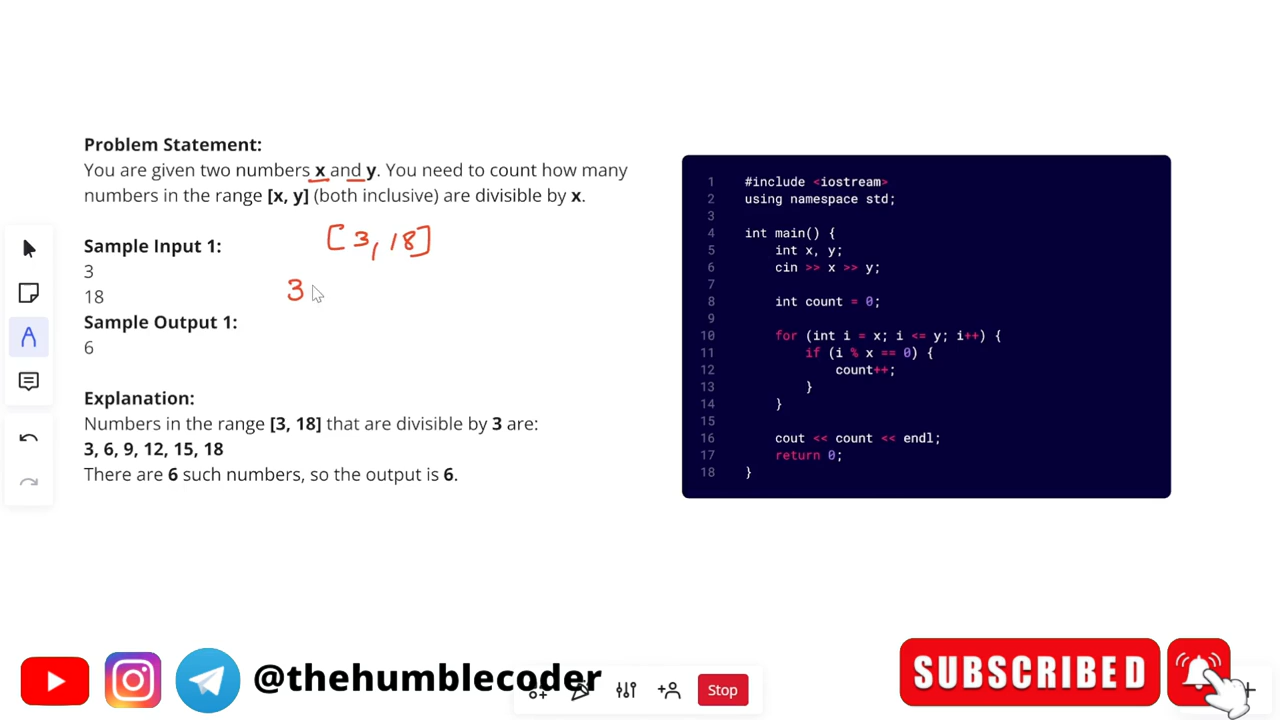 Problem Statement:
You are given two numbers x and y. You need to count how many
numbers in the range [x, y] (both inclusive) are divisible by x.
[3, 18]
Sample Input 1:
3
18
3
Sample Output 1:
6
Explanation:
Numbers in the range [3, 18] that are divisible by 3 are:
3, 6, 9, 12, 15, 18
There are 6 such numbers, so the output is 6.
1 #include <iostream>
2 using namespace std;
3
4 int main() {
5 int x, y;
6 cin >> x >> y;
7
8 int count = 0;
9
10 for (int i = x; i <= y; i++) {
11 if (i % x == 0) {
12 count++;
13 }
14 }
15
16 cout << count << endl;
17 return 0;
18 }
@thehumblecoder
Stop
SUBSCRIBED